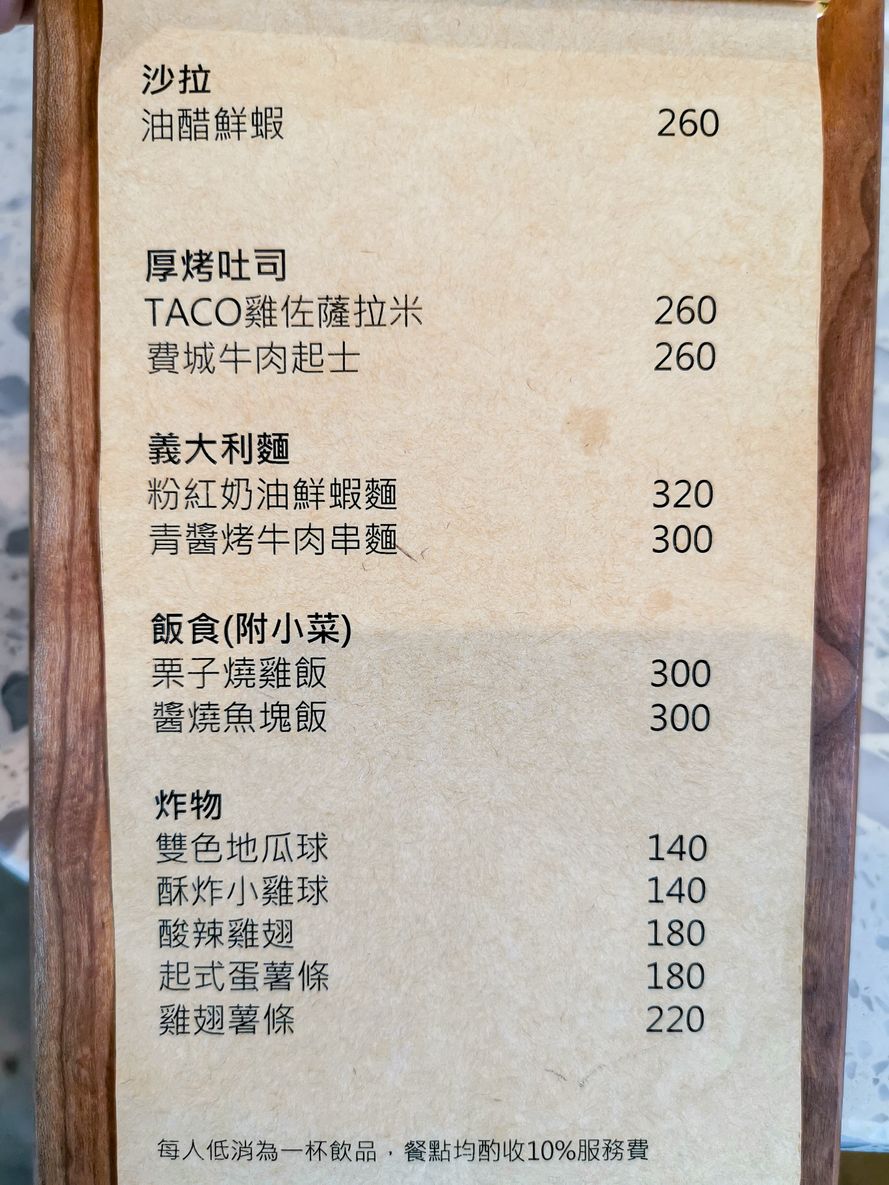 沙拉
油醋鮮蝦 260
厚烤吐司
TACO雞佐薩拉米 260
費城牛肉起士 260
義大利麵
粉紅奶油鮮蝦麵 320
青醬烤牛肉串麵 300
飯食(附小菜)
栗子燒雞飯 300
醬燒魚塊飯 300
炸物
雙色地瓜球 140
酥炸小雞球 140
酸辣雞翅 180
起式蛋薯條 180
雞翅薯條 220
每人低消為一杯飲品，餐點均酌收10%服務費